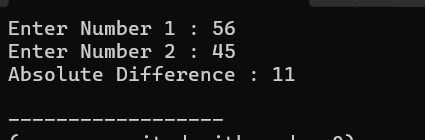 Enter Number 1 : 56
Enter Number 2 : 45
Absolute Difference : 11
------------------